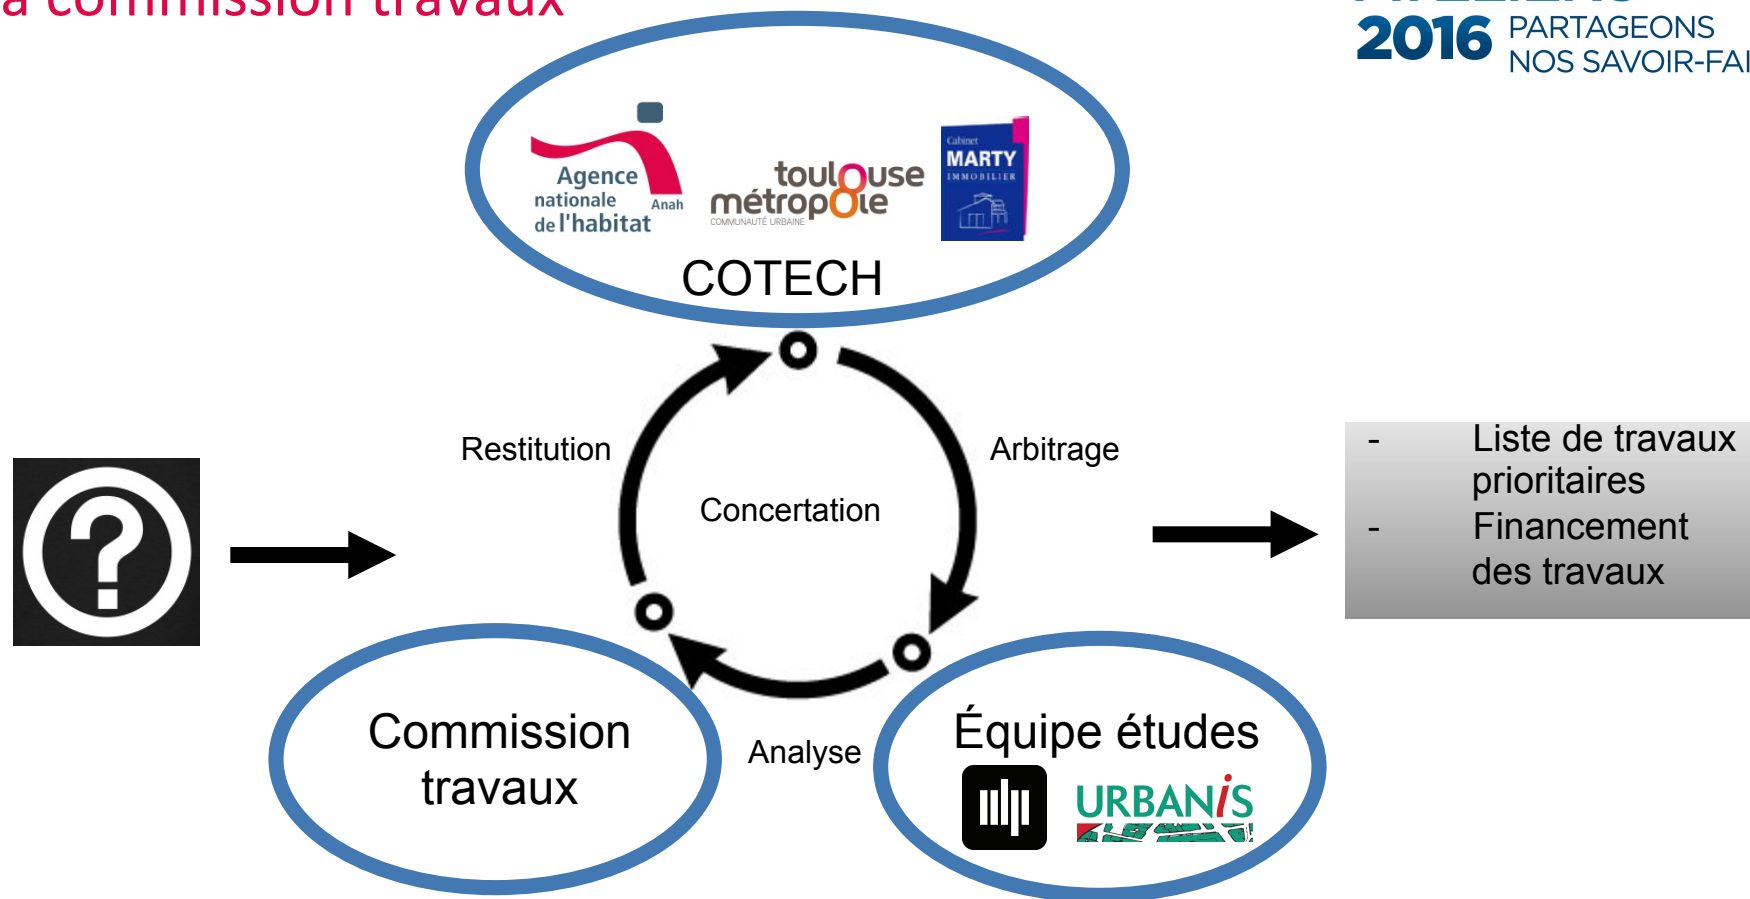 a commission travaux
2016 PARTAGEONS
NOS SAVOIR-FAI
Agence
nationale
de l'habitat
Anah
toulouse
métropole
COMMUNAUTÉ URBAINE
Cabinet
MARTY
IMMOBILIER
COTECH
Restitution
Arbitrage
Concertation
?
- Liste de travaux
prioritaires
- Financement
des travaux
Commission
travaux
Analyse
Équipe études
URBANiS